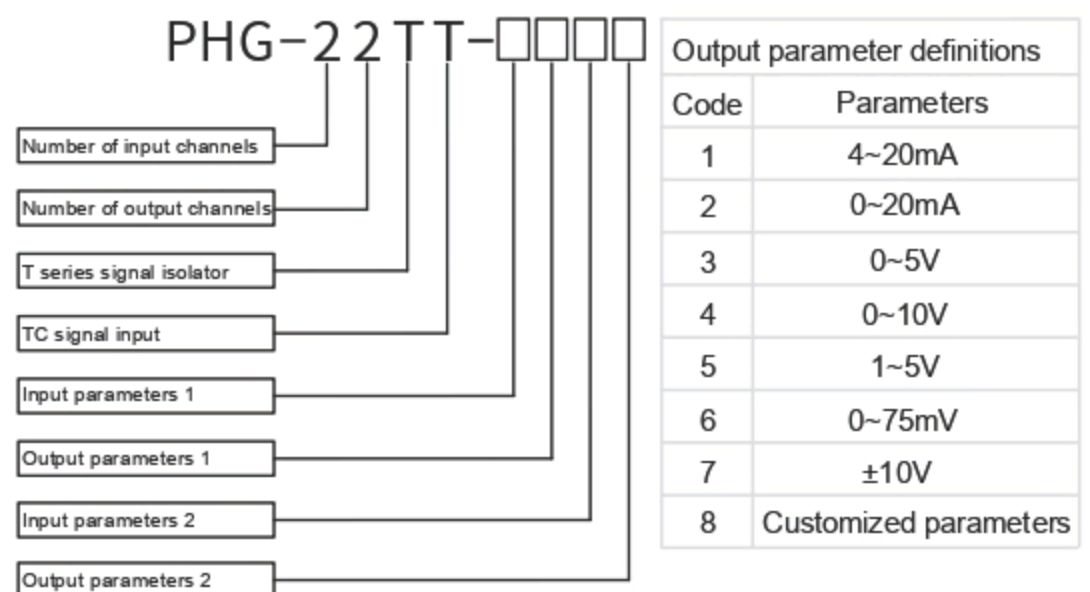 PHG-22TT-□□□□
Number of input channels
Number of output channels
T series signal isolator
TC signal input
Input parameters 1
Output parameters 1
Input parameters 2
Output parameters 2
Output parameter definitions
Code Parameters
1 4~20mA
2 0~20mA
3 0~5V
4 0~10V
5 1~5V
6 0~75mV
7 ±10V
8 Customized parameters